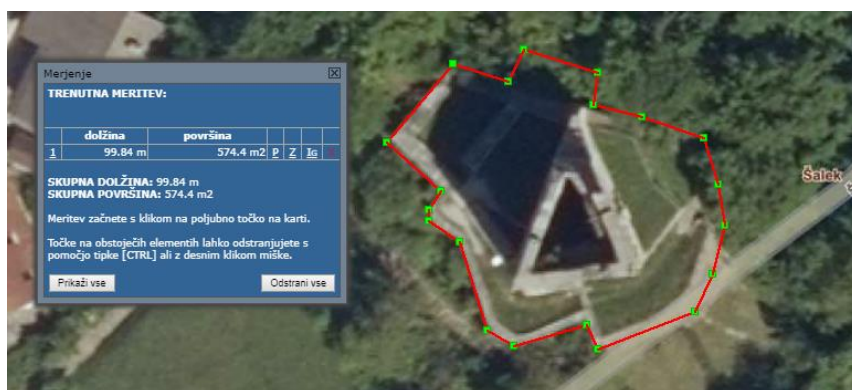 Merjenje
TRENUTNA MERITEV:
dolžina površina
1 99.84 m 574.4 m2 P Z IG
SKUPNA DOLŽINA: 99.84 m
SKUPNA POVRŠINA: 574.4 m2
Meritev začnete s klikom na poljubno točko na karti.
Točke na obstoječih elementih lahko odstranjujete s
pomočjo tipke [CTRL] ali z desnim klikom miške.
Prikaži vse Odstrani vse
Šalek